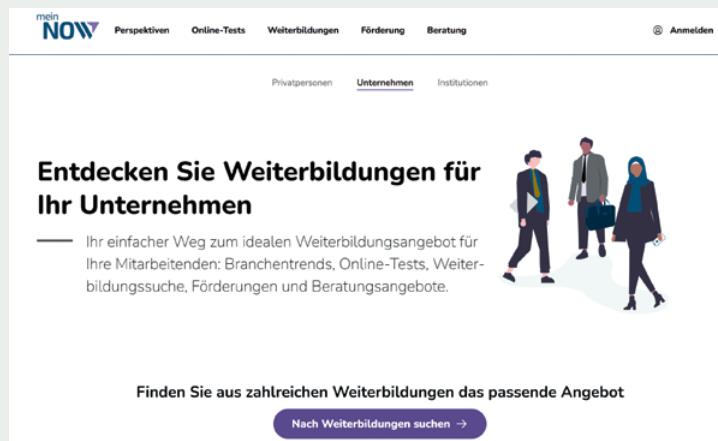 mein
NOW
Perspektiven Online-Tests Weiterbildungen Förderung Beratung Anmelden
Privatpersonen Unternehmen Institutionen
Entdecken Sie Weiterbildungen für
Ihr Unternehmen
Ihr einfacher Weg zum idealen Weiterbildungsangebot für
Ihre Mitarbeitenden: Branchentrends, Online-Tests, Weiter-
bildungssuche, Förderungen und Beratungsangebote.
Finden Sie aus zahlreichen Weiterbildungen das passende Angebot
Nach Weiterbildungen suchen →